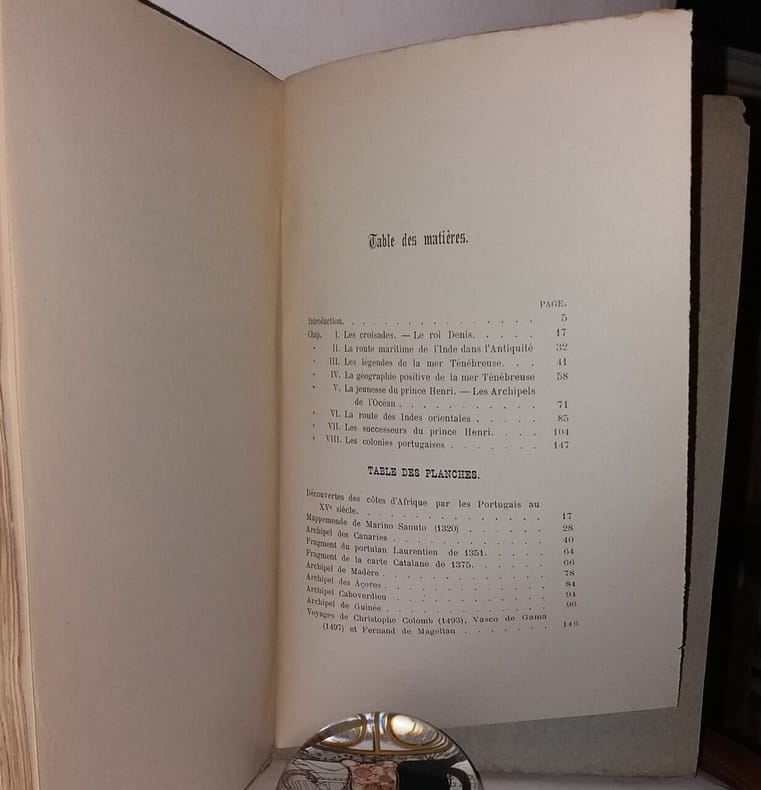 Table des matières.
PAGE.
Introduction. . . . . . . . . . . . . . . 5
Chap. I. Les croisades. — Le roi Denis. . . . . . 17
" II. La route maritime de l'Inde dans l'Antiquité 32
" III. Les légendes de la mer Ténébreuse. . . 41
" IV. La géographie positive de la mer Ténébreuse 58
" V. La jeunesse du prince Henri. — Les Archipels
de l'Océan . . . . . . . . . . 71
" VI. La route des Indes orientales . . . . . 85
" VII. Les successeurs du prince Henri. . . . . 104
" VIII. Les colonies portugaises . . . . . . . 147
TABLE DES PLANCHES.
Découvertes des côtes d'Afrique par les Portugais au
XVe siècle. . . . . . . . . . . . . . 17
Mappemonde de Marino Sanuto (1320) . . . . . . 28
Archipel des Canaries . . . . . . . . . . . 40
Fragment du portulan Laurentien de 1351. . . . . 64
Fragment de la carte Catalane de 1375. . . . . . 66
Archipel de Madère . . . . . . . . . . . . 78
Archipel des Açores . . . . . . . . . . . . 84
Archipel Caboverdien . . . . . . . . . . . 94
Archipel de Guinée . . . . . . . . . . . . 96
Voyages de Christophe Colomb (1493), Vasco de Gama
(1497) et Fernand de Magellan . . . . . . . . 146